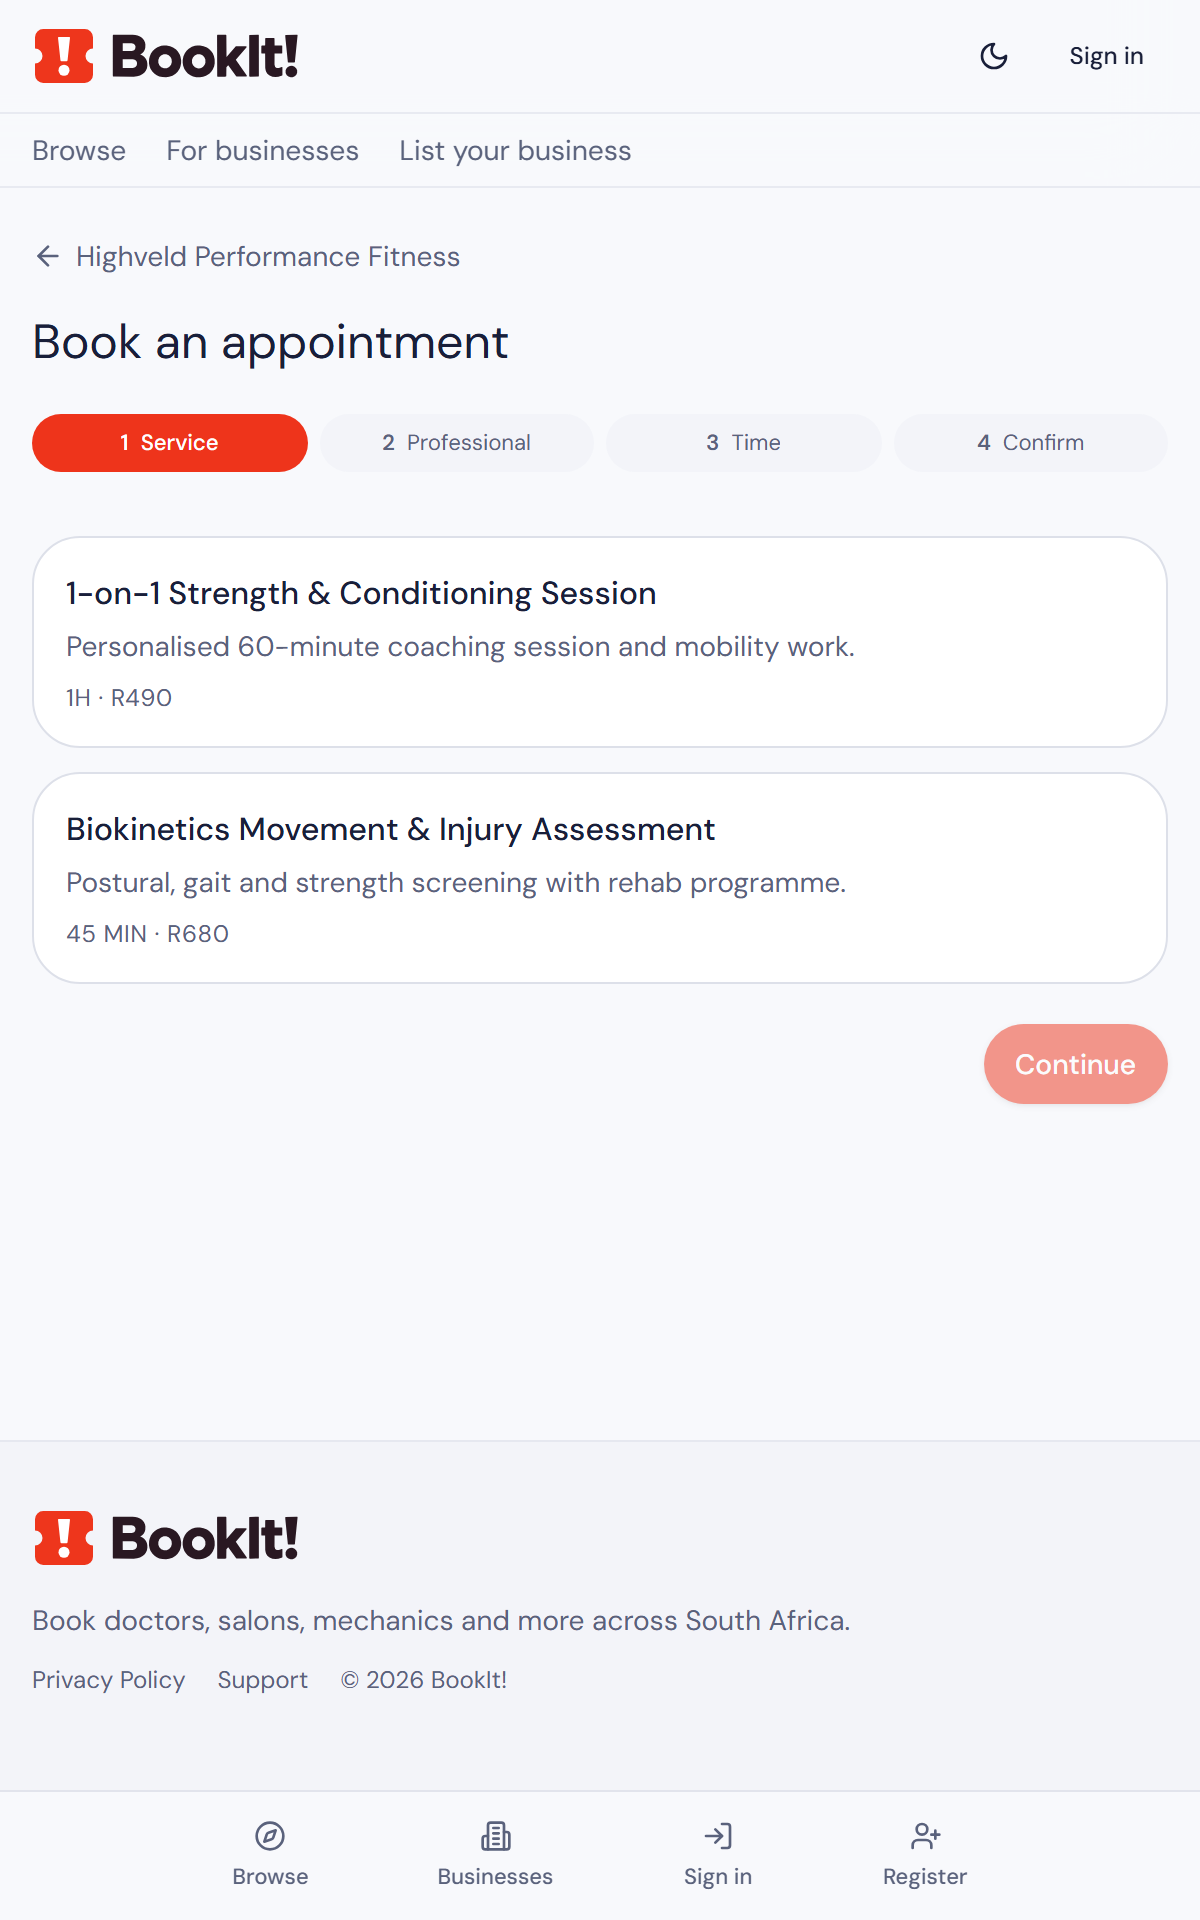 BookIt!
Sign in
Browse For businesses List your business
Highveld Performance Fitness
Book an appointment
1 Service 2 Professional 3 Time 4 Confirm
1-on-1 Strength & Conditioning Session
Personalised 60-minute coaching session and mobility work.
1H · R490
Biokinetics Movement & Injury Assessment
Postural, gait and strength screening with rehab programme.
45 MIN · R680
Continue
BookIt!
Book doctors, salons, mechanics and more across South Africa.
Privacy Policy Support © 2026 BookIt!
Browse Businesses Sign in Register